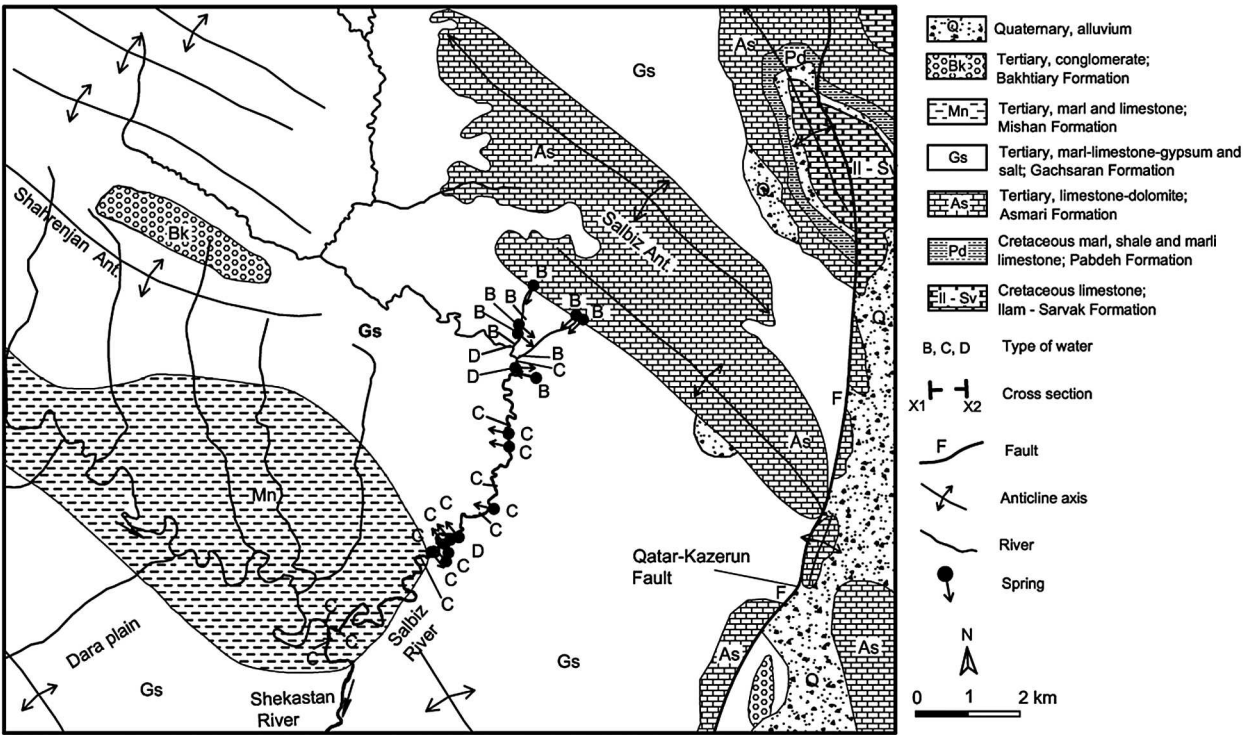 Gs
As
Pd
Q
Quaternary, alluvium
Bk
Tertiary, conglomerate;
Bakhtiary Formation
Mn
Tertiary, marl and limestone;
Mishan Formation
Gs
Tertiary, marl-limestone-gypsum and
salt; Gachsaran Formation
As
Tertiary, limestone-dolomite;
Asmari Formation
Pd
Cretaceous marl, shale and marli
limestone; Pabdeh Formation
Il - Sv
Cretaceous limestone;
Ilam - Sarvak Formation
B, C, D
Type of water
X1
X2
Cross section
F
Fault
Anticline axis
River
Spring
N
0 1 2 km
As
Il - Sv
Q
Shahrenjan Ant.
Bk
Salbiz Ant.
Gs
Q
B
B
B
B
B
B
B
D
B
D
C
B
F
C
C
C
As
Mn
C
C
C
C
C
C
C
D
C
C
C
Qatar-Kazerun
Fault
F
C
C
C
Salbiz
River
Dara plain
Gs
Shekastan
River
Gs
As
Q
As